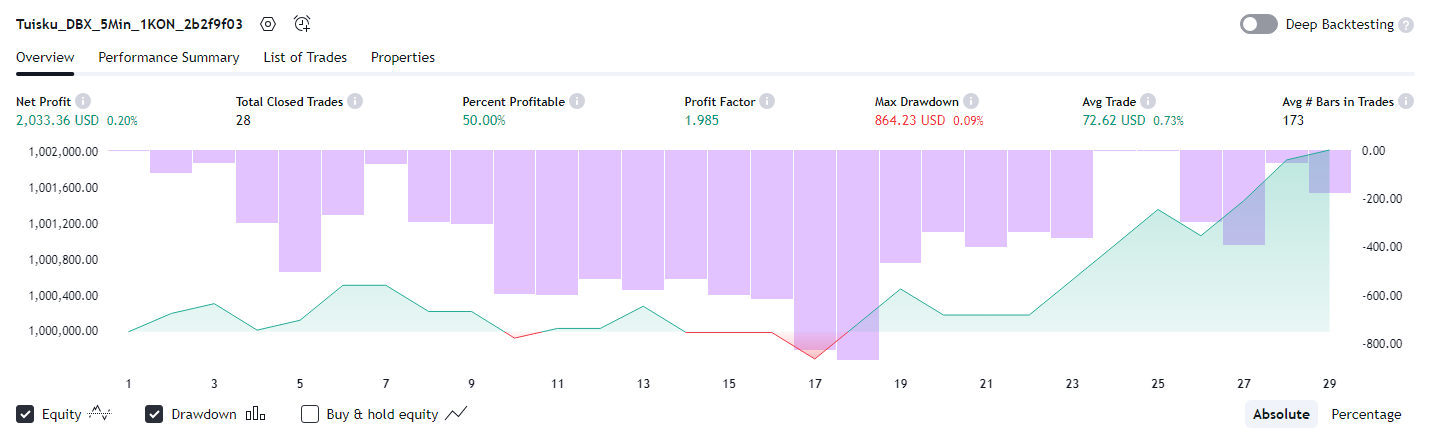 Tuisku_DBX_5Min_1KON_2b2f9f03
Deep Backtesting ?
Overview Performance Summary List of Trades Properties
Net Profit Total Closed Trades Percent Profitable Profit Factor Max Drawdown Avg Trade Avg # Bars in Trades
2,033.36 USD 0.20% 28 50.00% 1.985 864.23 USD 0.09% 72.62 USD 0.73% 173
1,002,000.00 0.00
1,001,600.00 -200.00
1,001,200.00
1,000,800.00 -400.00
1,000,400.00 -600.00
1,000,000.00 -800.00
1 3 5 7 9 11 13 15 17 19 21 23 25 27 29
Equity Drawdown Buy & hold equity Absolute Percentage